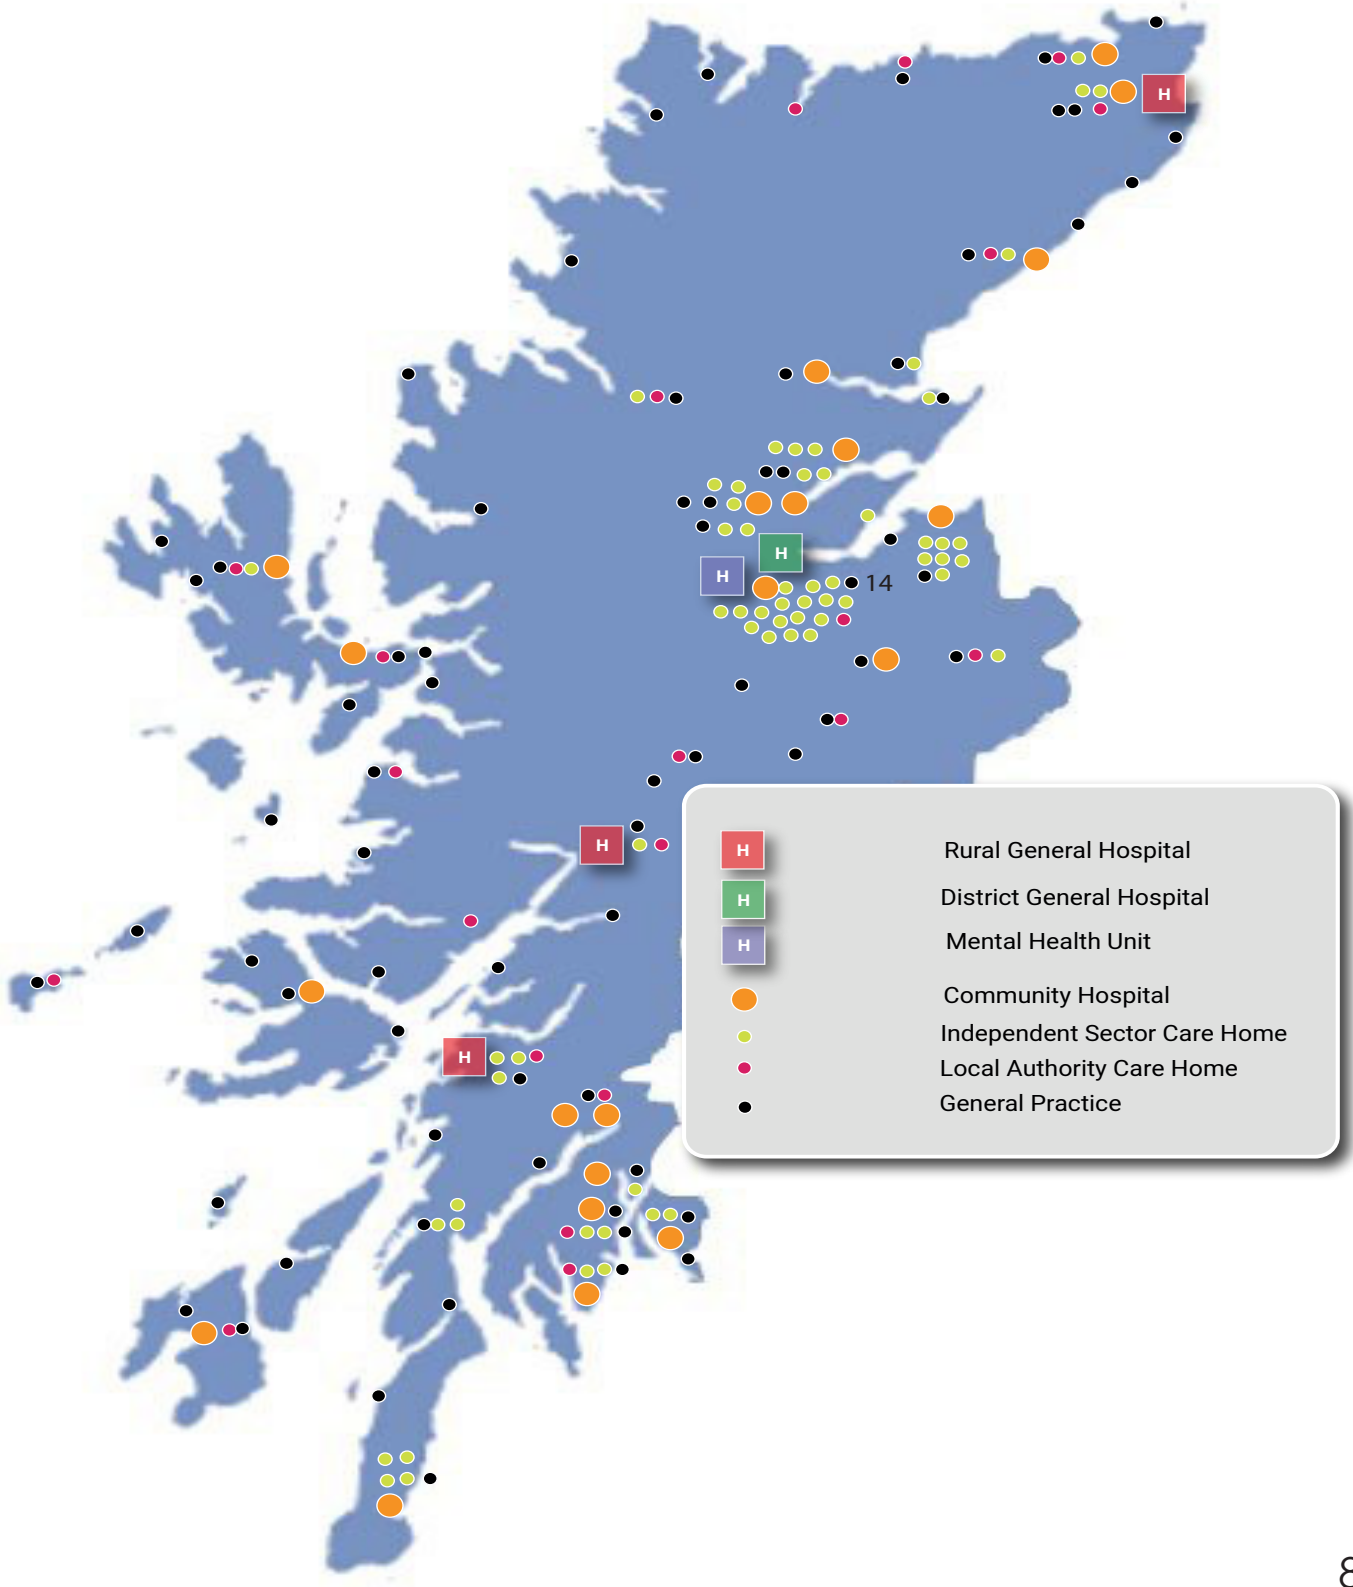 H
H
H
14
H
H
H Rural General Hospital
H District General Hospital
H Mental Health Unit
Community Hospital
Independent Sector Care Home
Local Authority Care Home
General Practice
8